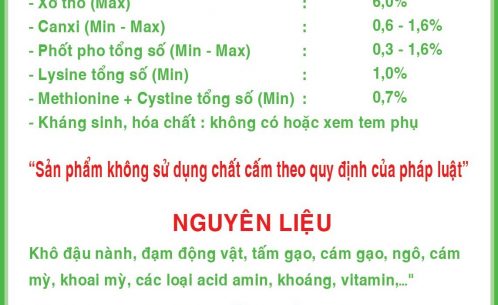 - Xơ thô (Max) : 6,0%
- Canxi (Min - Max) : 0,6 - 1,6%
- Phốt pho tổng số (Min - Max) : 0,3 - 1,6%
- Lysine tổng số (Min) : 1,0%
- Methionine + Cystine tổng số (Min) : 0,7%
- Kháng sinh, hóa chất : không có hoặc xem tem phụ
“Sản phẩm không sử dụng chất cấm theo quy định của pháp luật”
NGUYÊN LIỆU
Khô đậu nành, đạm động vật, tấm gạo, cám gạo, ngô, cám
mỳ, khoai mỳ, các loại acid amin, khoáng, vitamin,..."